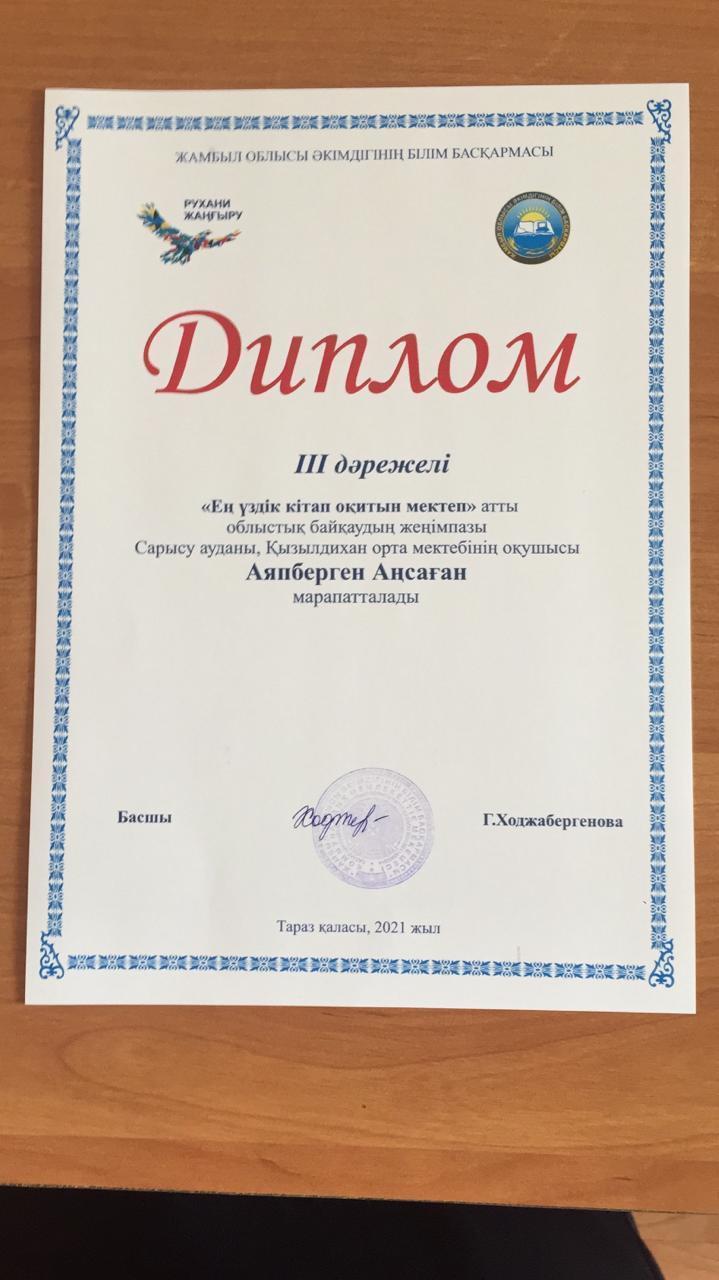 ЖАМБЫЛ ОБЛЫСЫ ӘКІМДІГІНІҢ БІЛІМ БАСҚАРМАСЫ
РУХАНИ
ЖАҢҒЫРУ
Диплом
III дәрежелі
«Ең үздік кітап оқитын мектеп» атты
облыстық байқаудың жеңімпазы
Сарысу ауданы, Қызылдихан орта мектебінің оқушысы
Аяпберген Аңсаған
марапатталады
Басшы
Г.Ходжабергенова
Тараз қаласы, 2021 жыл